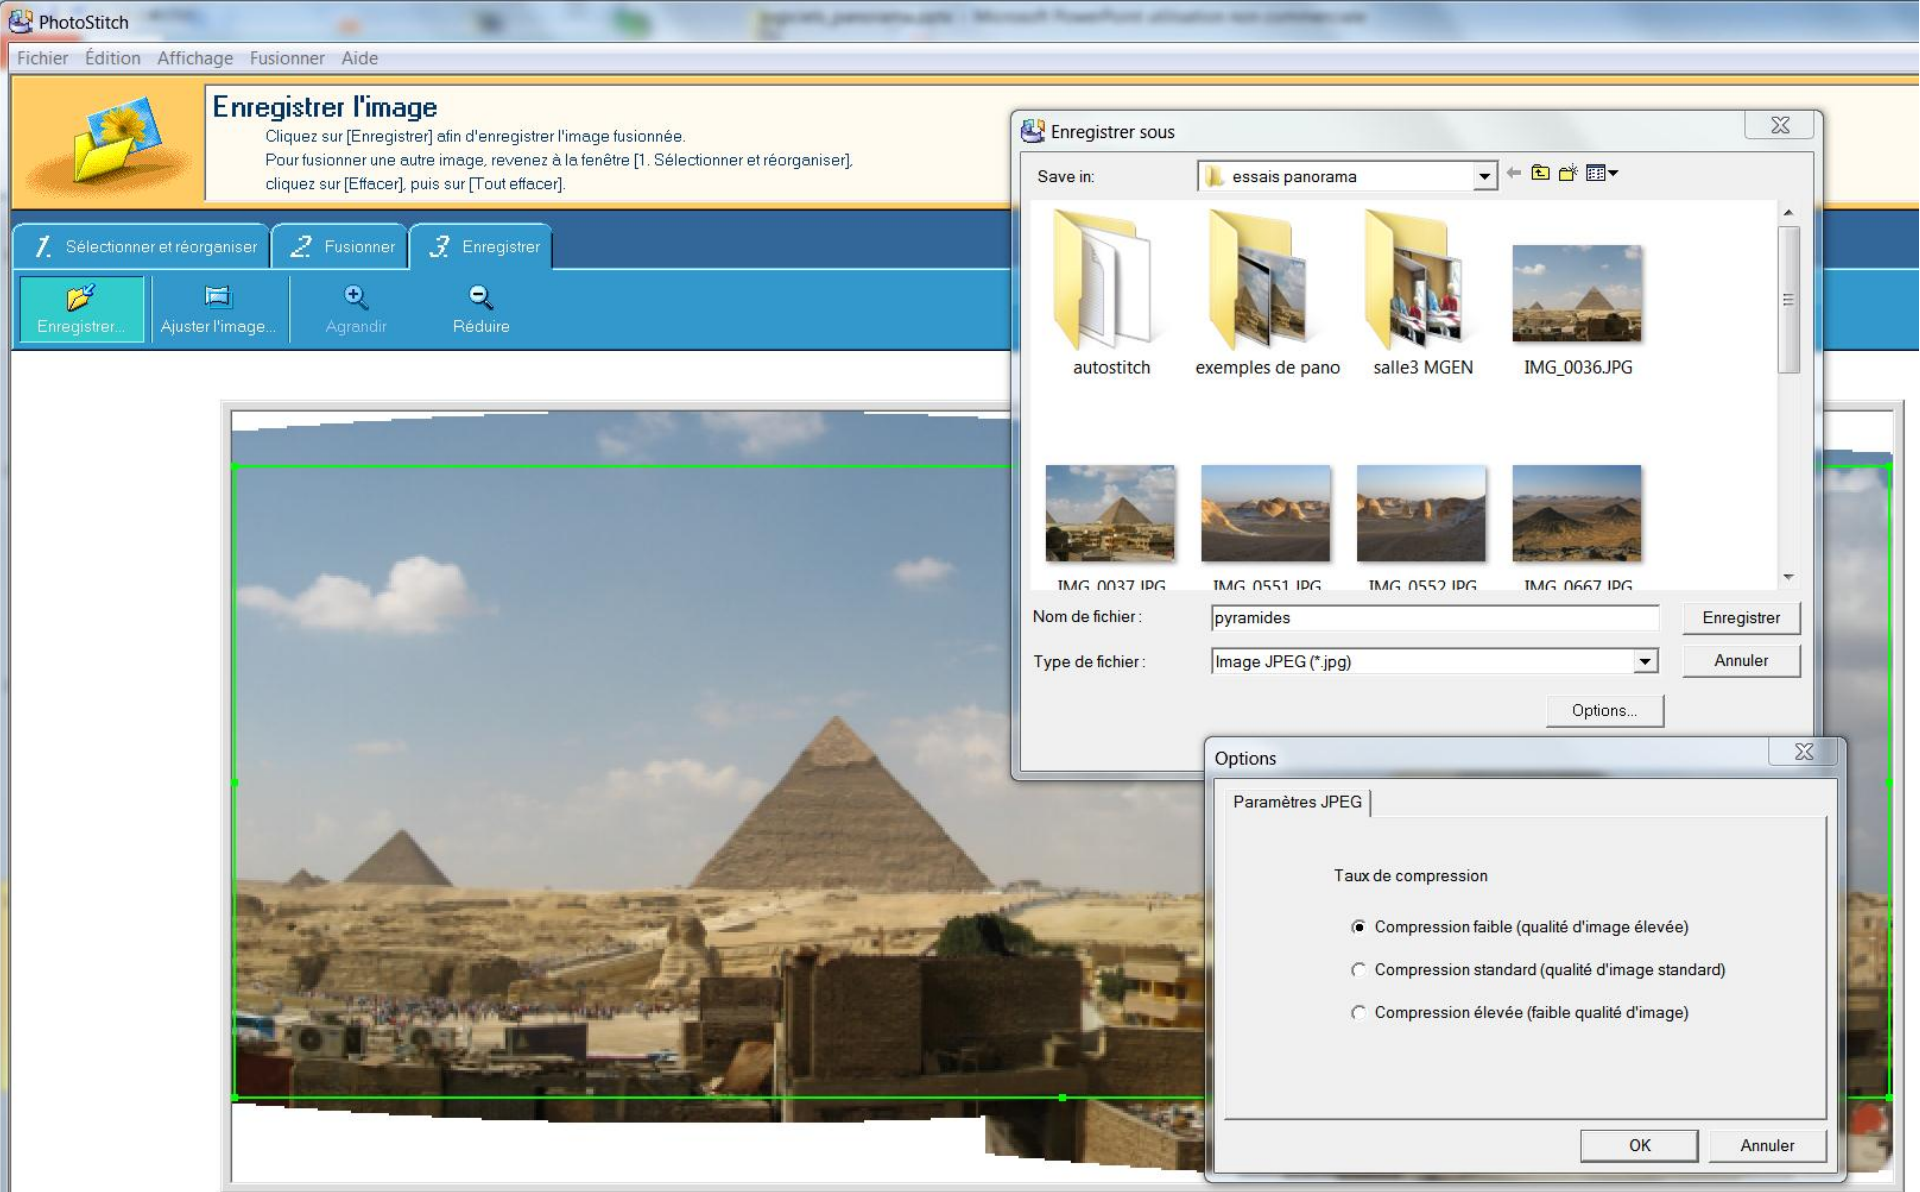 PhotoStitch
Fichier Édition Affichage Fusionner Aide
Enregistrer l'image
Cliquez sur [Enregistrer] afin d'enregistrer l'image fusionnée.
Pour fusionner une autre image, revenez à la fenêtre [1. Sélectionner et réorganiser],
cliquez sur [Effacer], puis sur [Tout effacer].
1. Sélectionner et réorganiser 2. Fusionner 3. Enregistrer
Enregistrer... Ajuster l'image... Agrandir Réduire
Enregistrer sous
Save in: essais panorama
autostitch exemples de pano salle3 MGEN IMG_0036.JPG
IMG_0037.JPG IMG_0551.JPG IMG_0552.JPG IMG_0667.JPG
Nom de fichier : pyramides Enregistrer
Type de fichier : Image JPEG (*.jpg) Annuler
Options...
Options
Paramètres JPEG
Taux de compression
Compression faible (qualité d'image élevée)
Compression standard (qualité d'image standard)
Compression élevée (faible qualité d'image)
OK Annuler